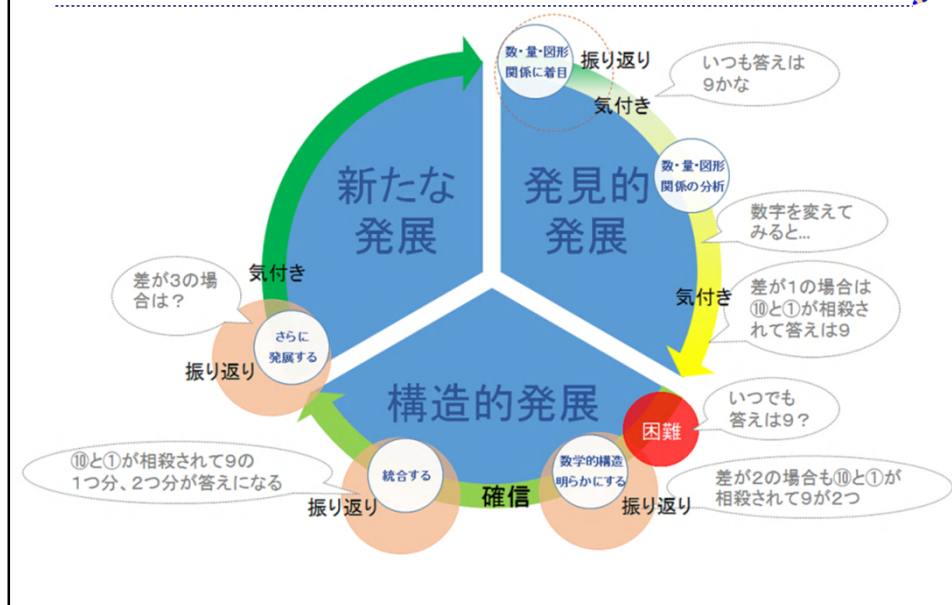 数・量・図形
関係に着目
振り返り
気付き
いつも答えは
9かな
発見的
発展
数・量・図形
関係の分析
数字を変えて
みると…
気付き
差が1の場合は
⑩と①が相殺さ
れて答えは9
いつでも
答えは9?
困難
構造的発展
数学的構造
明らかにする
振り返り
差が2の場合も⑩と①が
相殺されて9が2つ
確信
統合する
振り返り
⑩と①が相殺されて9の
1つ分、2つ分が答えになる
新たな
発展
さらに
発展する
振り返り
気付き
差が3の場
合は?